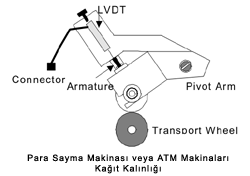 LVDT
Connector
Armature
Pivot Arm
Transport Wheel
Para Sayma Makinası veya ATM Makinaları
Kağıt Kalınlığı